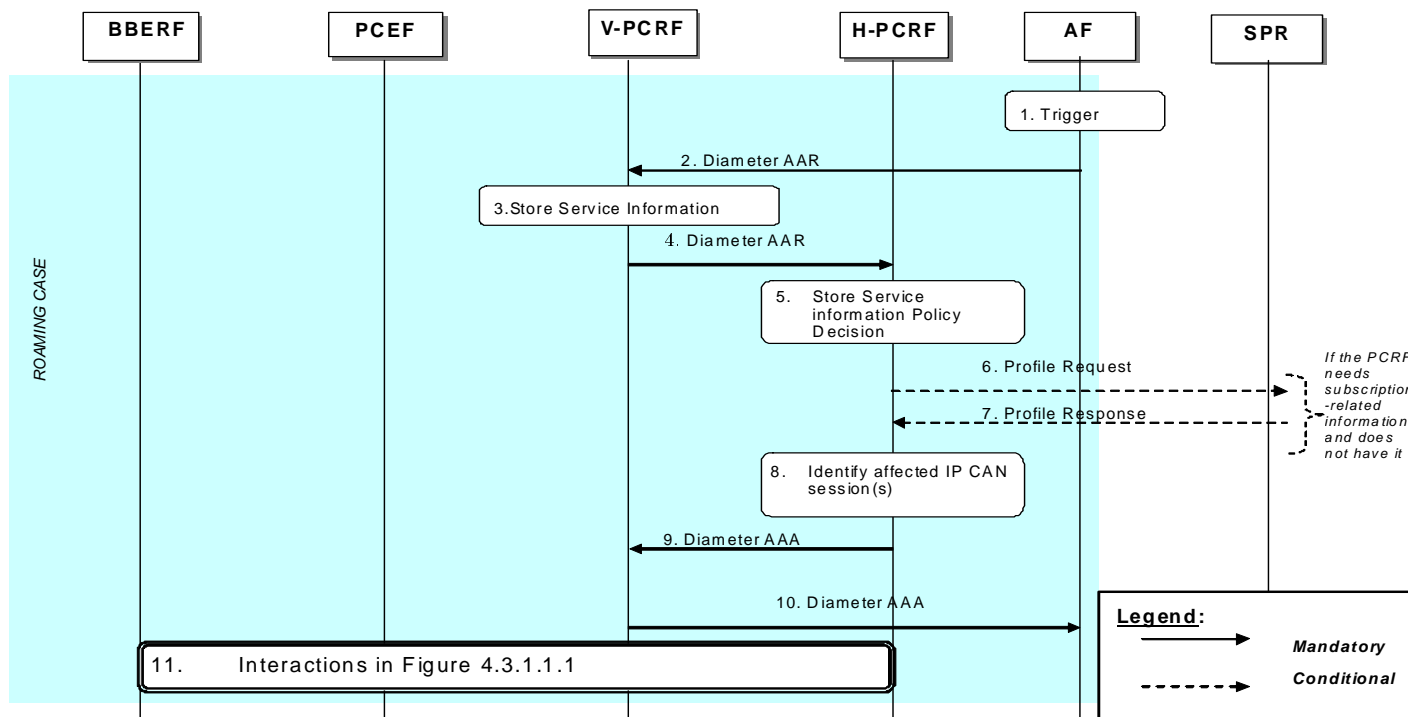 BBERF
PCEF
V-PCRF
H-PCRF
AF
SPR
1. Trigger
2. Diameter AAR
3.Store Service Information
4. Diameter AAR
ROAMING CASE
5. Store Service
information Policy
Decision
6. Profile Request
7. Profile Response
If the PCRF
needs
subscription
-related
information
and does
not have it
8. Identify affected IP CAN
session(s)
9. Diameter AAA
10. Diameter AAA
11. Interactions in Figure 4.3.1.1.1
Legend:
Mandatory
Conditional